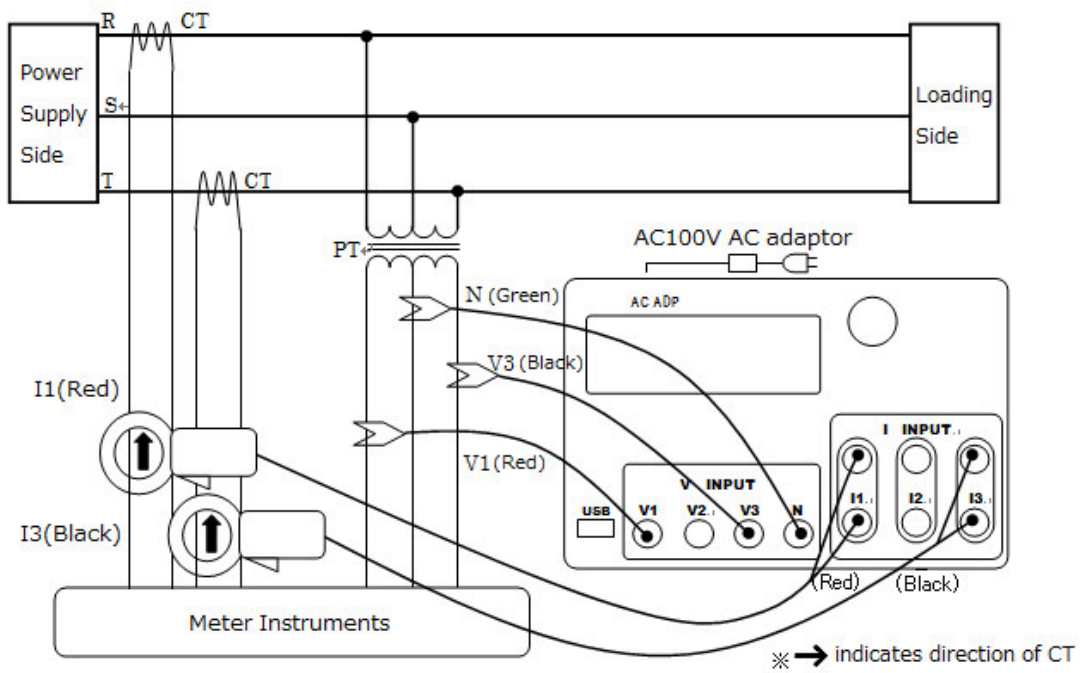 R
CT
Power
Supply
Side
S
T
CT
Loading
Side
PT
AC100V AC adaptor
N (Green)
AC ADP
V3 (Black)
I1(Red)
V1(Red)
I INPUT
V INPUT
USB
V1
V2
V3
N
I1
I2
I3
I3(Black)
(Red)
(Black)
Meter Instruments
※ → indicates direction of CT